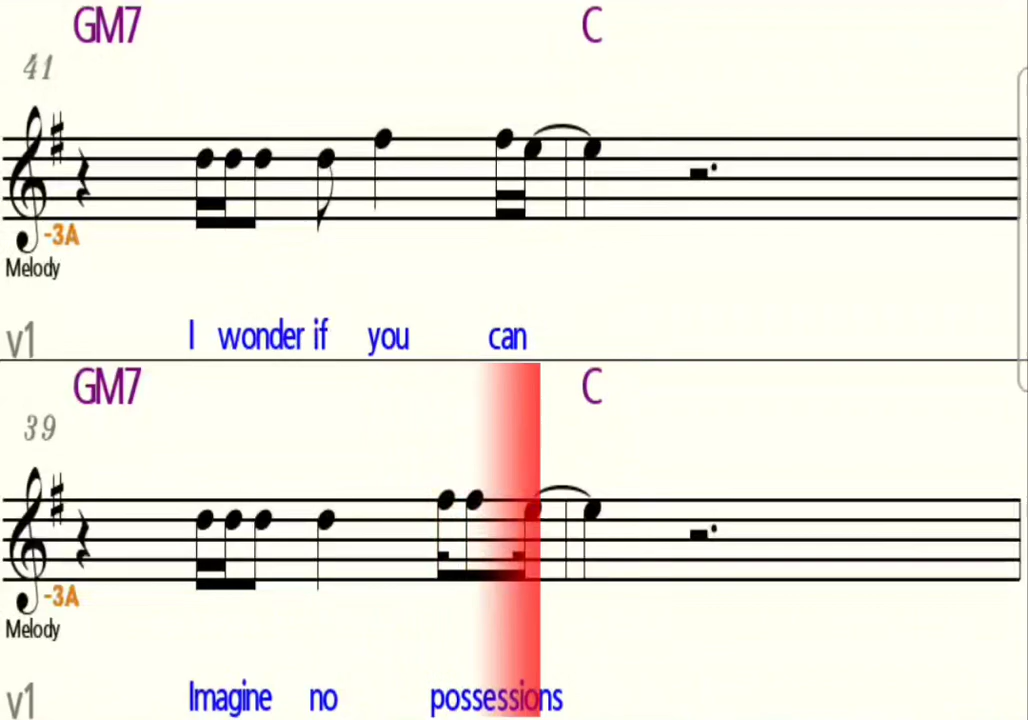 GM7 C
41
-3A
Melody
v1 I wonder if you can
GM7 C
39
-3A
Melody
v1 Imagine no possessions